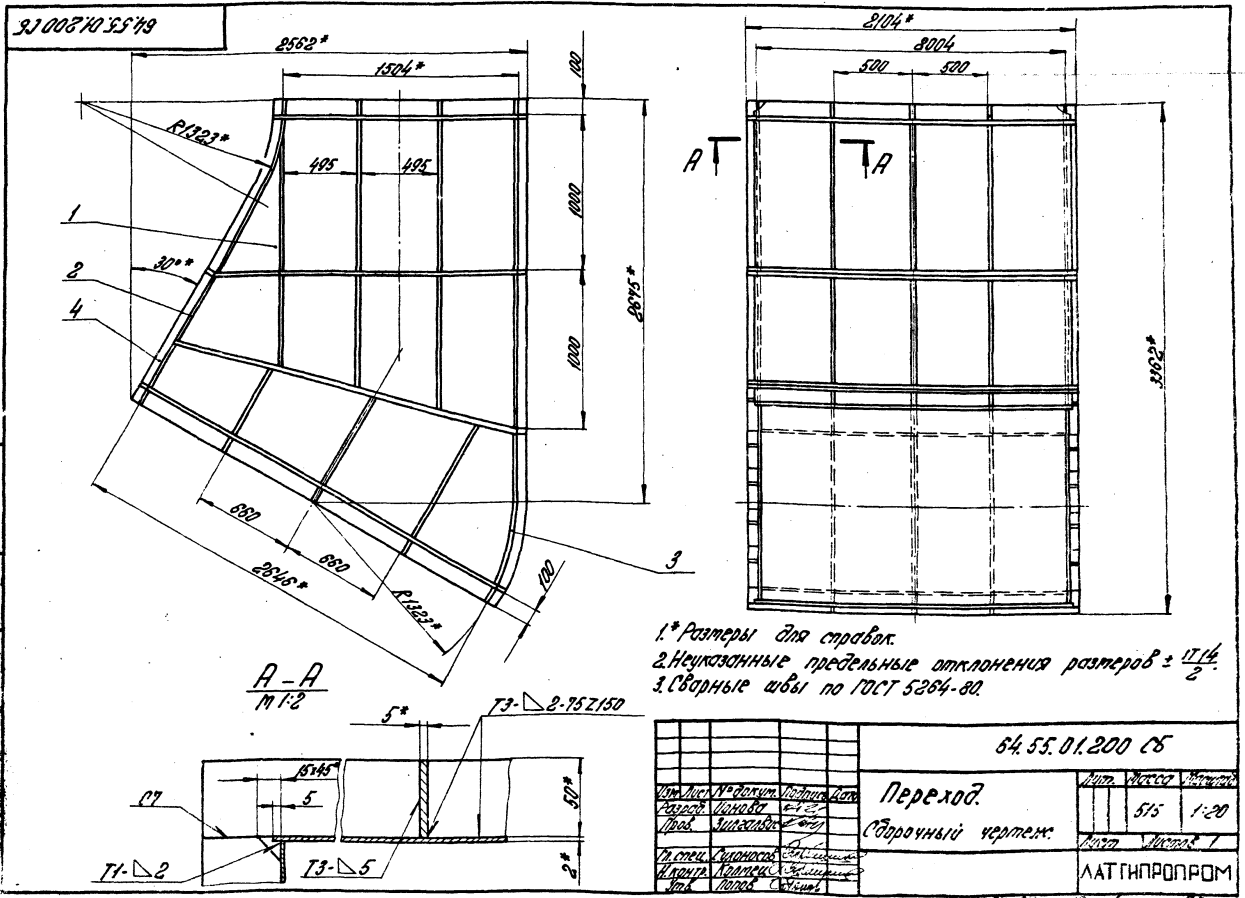 64.55.01.200 СБ
2562*
1504*
100
R1323*
495
495
1000
1
2
30°*
4
2645*
1000
660
660
2646*
R1323*
100
3
2104*
2004
500
500
А
А
3362*
1.* Размеры для справок.
2. Неуказанные предельные отклонения размеров ± IT14/2.
3. Сварные швы по ГОСТ 5264-80.
А - А
М 1:2
5*
Т3-◺2-75Z150
15х45°
С7
5
50*
2*
Т1-◺2
Т3-◺5
64.55.01.200 СБ
Изм Лист № докум. Подпись Дата
Разраб.
Пров.
Гл. спец.
Н.контр.
Утв. Попов
Переход.
Сборочный чертеж
Лит. Масса Масштаб
515 1:20
Лист Листов 1
ЛАТГИПРОПРОМ